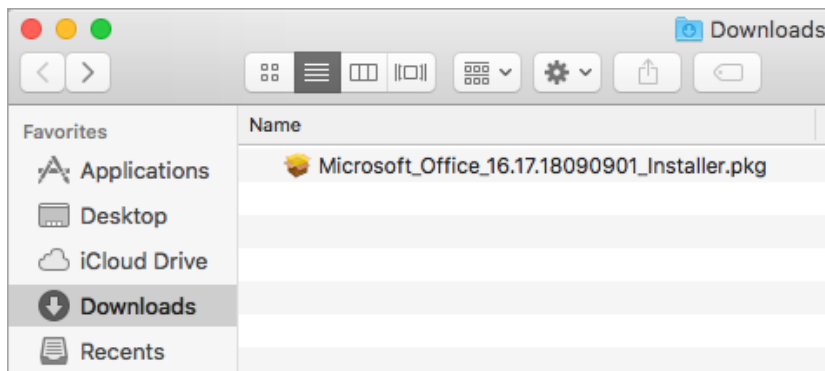 Downloads
Favorites
Name
Applications
Microsoft_Office_16.17.18090901_Installer.pkg
Desktop
iCloud Drive
Downloads
Recents